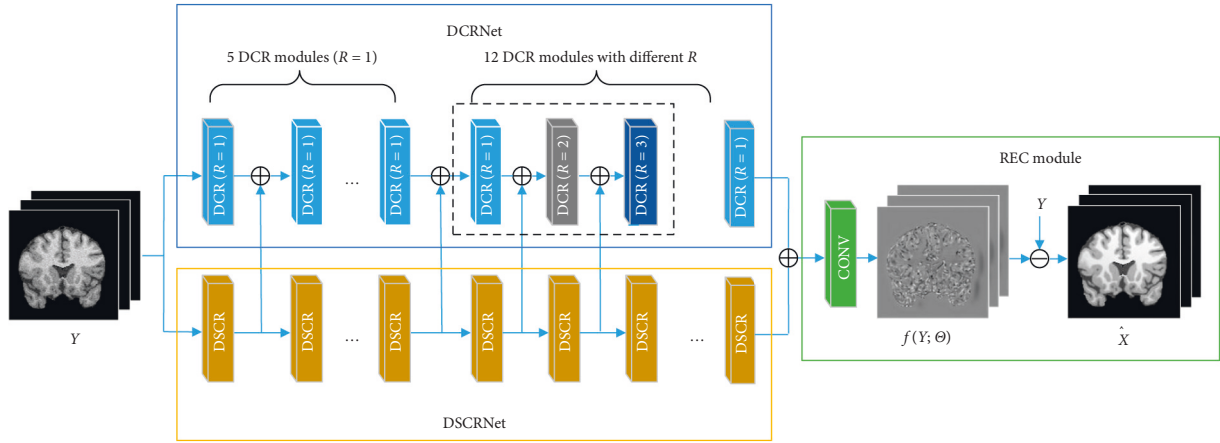 DCRNet
5 DCR modules (R = 1)
12 DCR modules with different R
DCR (R = 1)
DCR (R = 1)
...
DCR (R = 1)
DCR (R = 1)
DCR (R = 2)
DCR (R = 3)
DCR (R = 1)
Y
DSCR
DSCR
...
DSCR
DSCR
DSCR
DSCR
...
DSCR
DSCRNet
REC module
CONV
f (Y; Θ)
Y
X̂